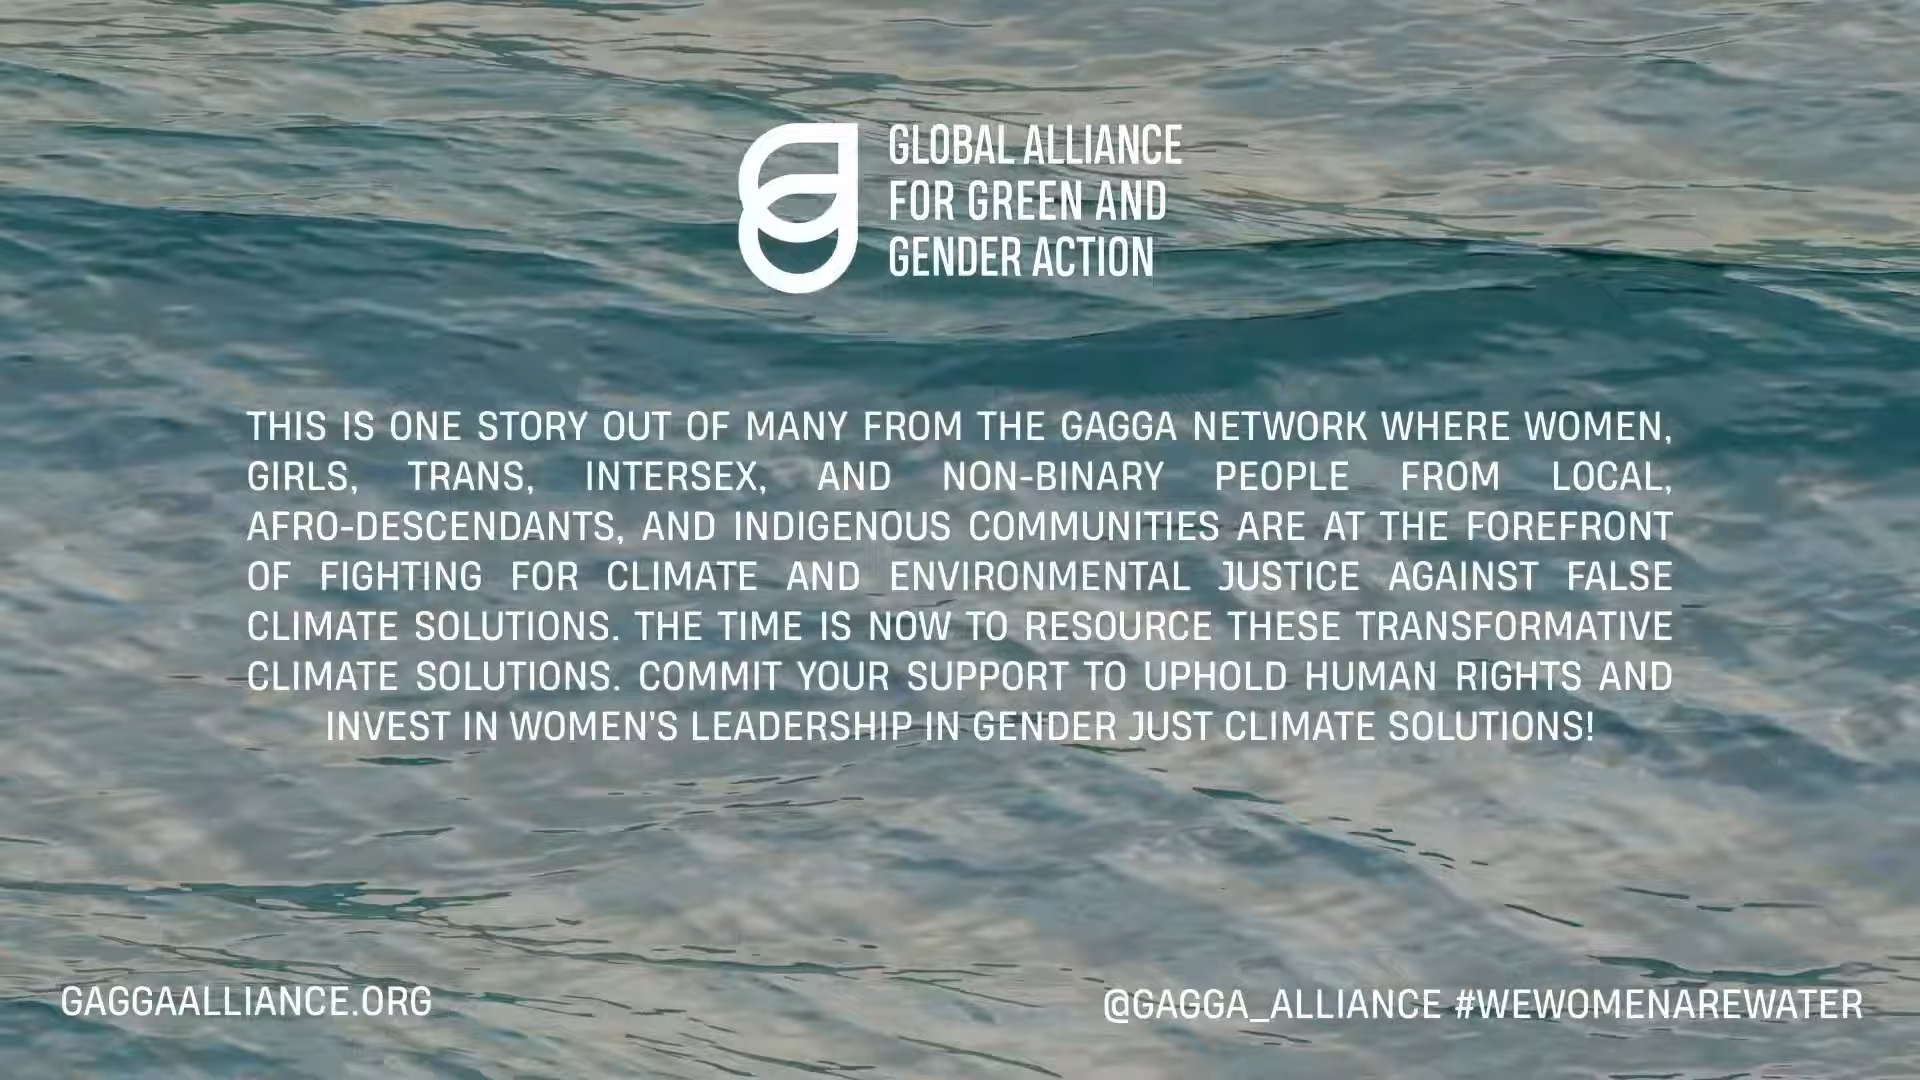 GLOBAL ALLIANCE
FOR GREEN AND
GENDER ACTION
THIS IS ONE STORY OUT OF MANY FROM THE GAGGA NETWORK WHERE WOMEN,
GIRLS, TRANS, INTERSEX, AND NON-BINARY PEOPLE FROM LOCAL,
AFRO-DESCENDANTS, AND INDIGENOUS COMMUNITIES ARE AT THE FOREFRONT
OF FIGHTING FOR CLIMATE AND ENVIRONMENTAL JUSTICE AGAINST FALSE
CLIMATE SOLUTIONS. THE TIME IS NOW TO RESOURCE THESE TRANSFORMATIVE
CLIMATE SOLUTIONS. COMMIT YOUR SUPPORT TO UPHOLD HUMAN RIGHTS AND
INVEST IN WOMEN'S LEADERSHIP IN GENDER JUST CLIMATE SOLUTIONS!
GAGGAALLIANCE.ORG
@GAGGA_ALLIANCE #WEWOMENAREWATER